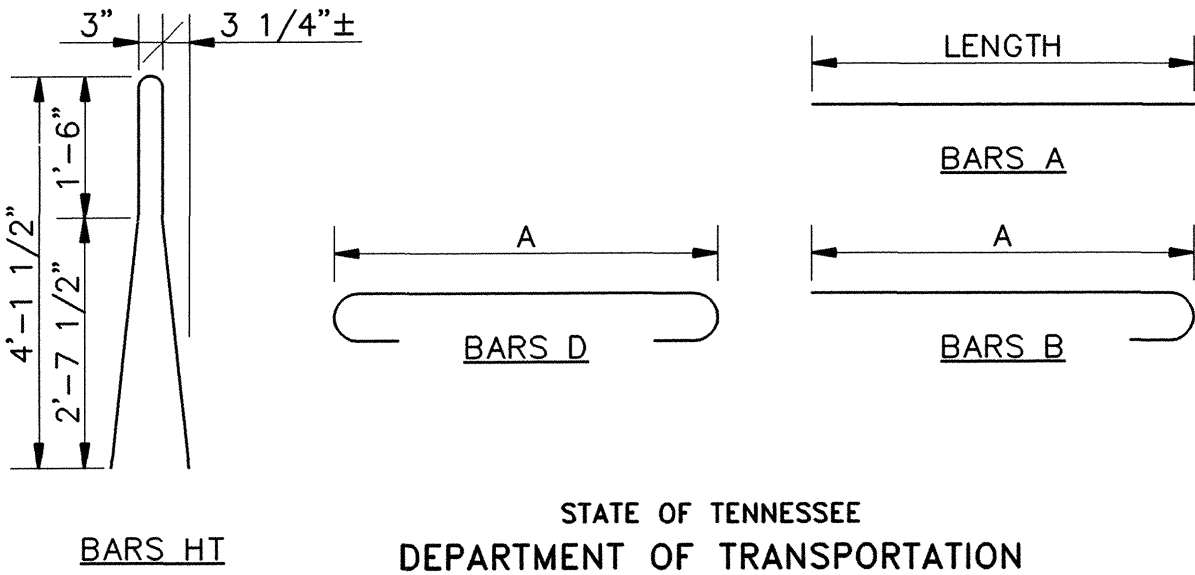 3" 3 1/4"±
1'-6"
4'-1 1/2"
2'-7 1/2"
BARS HT
A
BARS D
LENGTH
BARS A
A
BARS B
STATE OF TENNESSEE
DEPARTMENT OF TRANSPORTATION